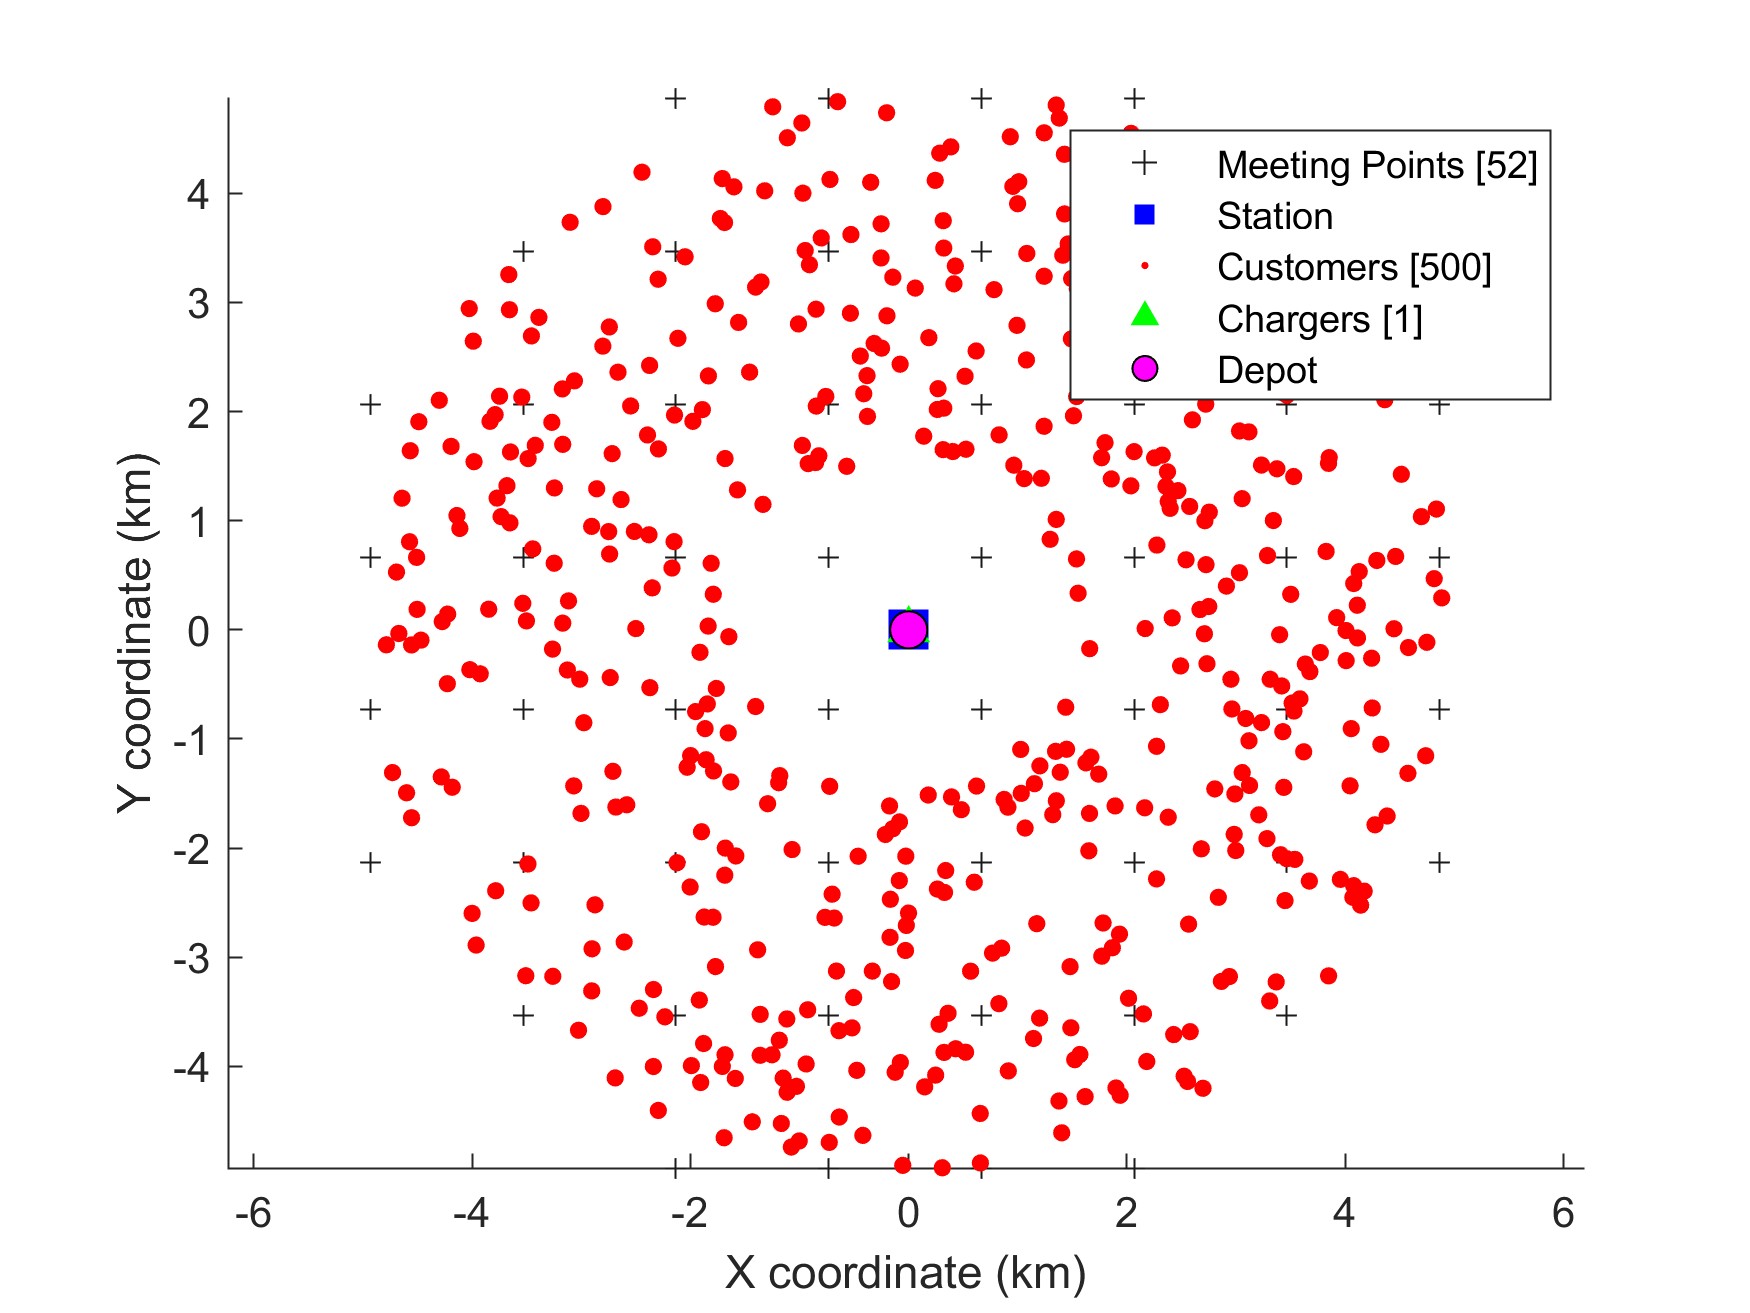 Meeting Points [52]
Station
Customers [500]
Chargers [1]
Depot
4
3
2
1
0
-1
-2
-3
-4
Y coordinate (km)
-6
-4
-2
0
2
4
6
X coordinate (km)